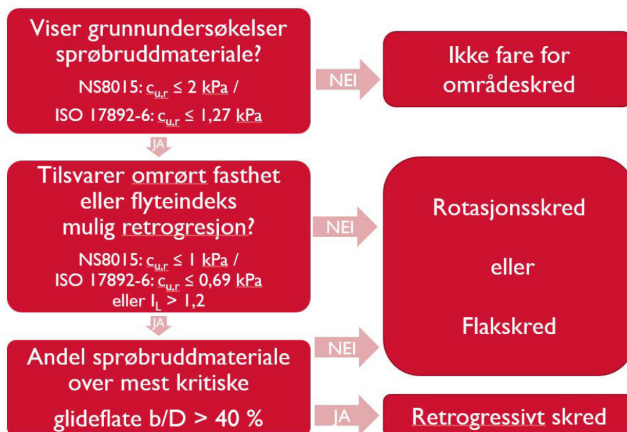 Viser grunnundersøkelser
sprøbruddmateriale?
NS8015: cu,r ≤ 2 kPa /
ISO 17892-6: cu,r ≤ 1,27 kPa
NEI
Ikke fare for
områdeskred
JA
Tilsvarer omrørt fasthet
eller flyteindeks
mulig retrogresjon?
NS8015: cu,r ≤ 1 kPa /
ISO 17892-6: cu,r ≤ 0,69 kPa
eller IL > 1,2
NEI
Rotasjonsskred
eller
Flakskred
JA
Andel sprøbruddmateriale
over mest kritiske
glideflate b/D > 40 %
NEI
JA
Retrogressivt skred